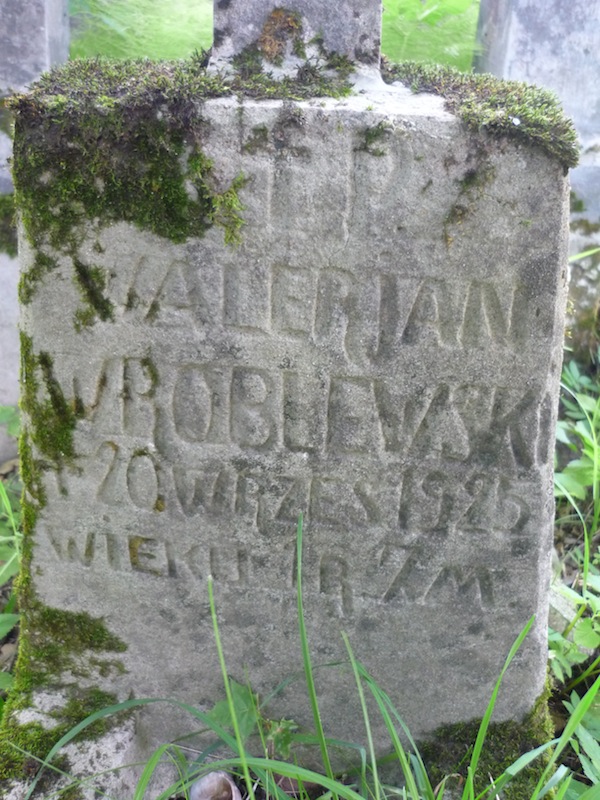 Ś P
WALERJAN
WRÓBLEWSKI
† 20 WRZES 1925
WIEKU 1 R 7 M